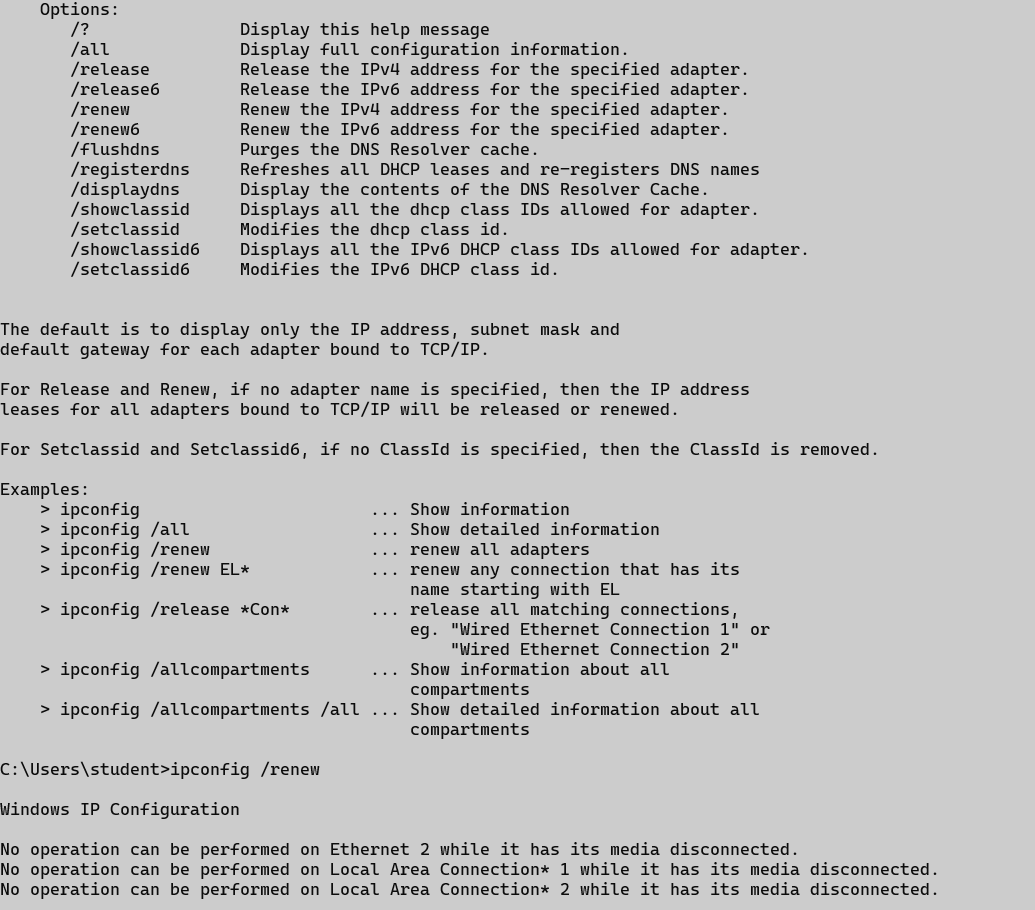 Options:
       /?               Display this help message
       /all             Display full configuration information.
       /release         Release the IPv4 address for the specified adapter.
       /release6        Release the IPv6 address for the specified adapter.
       /renew           Renew the IPv4 address for the specified adapter.
       /renew6          Renew the IPv6 address for the specified adapter.
       /flushdns        Purges the DNS Resolver cache.
       /registerdns     Refreshes all DHCP leases and re-registers DNS names
       /displaydns      Display the contents of the DNS Resolver Cache.
       /showclassid     Displays all the dhcp class IDs allowed for adapter.
       /setclassid      Modifies the dhcp class id.
       /showclassid6    Displays all the IPv6 DHCP class IDs allowed for adapter.
       /setclassid6     Modifies the IPv6 DHCP class id.


The default is to display only the IP address, subnet mask and
default gateway for each adapter bound to TCP/IP.

For Release and Renew, if no adapter name is specified, then the IP address
leases for all adapters bound to TCP/IP will be released or renewed.

For Setclassid and Setclassid6, if no ClassId is specified, then the ClassId is removed.

Examples:
    > ipconfig                       ... Show information
    > ipconfig /all                  ... Show detailed information
    > ipconfig /renew                ... renew all adapters
    > ipconfig /renew EL*            ... renew any connection that has its
                                         name starting with EL
    > ipconfig /release *Con*        ... release all matching connections,
                                         eg. "Wired Ethernet Connection 1" or
                                             "Wired Ethernet Connection 2"
    > ipconfig /allcompartments      ... Show information about all
                                         compartments
    > ipconfig /allcompartments /all ... Show detailed information about all
                                         compartments

C:\Users\student>ipconfig /renew

Windows IP Configuration

No operation can be performed on Ethernet 2 while it has its media disconnected.
No operation can be performed on Local Area Connection* 1 while it has its media disconnected.
No operation can be performed on Local Area Connection* 2 while it has its media disconnected.